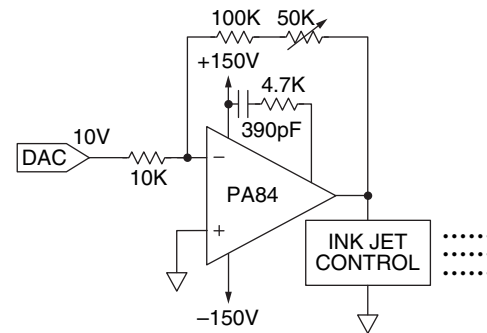 100K 50K
+150V
4.7K
390pF
10V
DAC
10K
−
PA84
+
INK JET
CONTROL
−150V